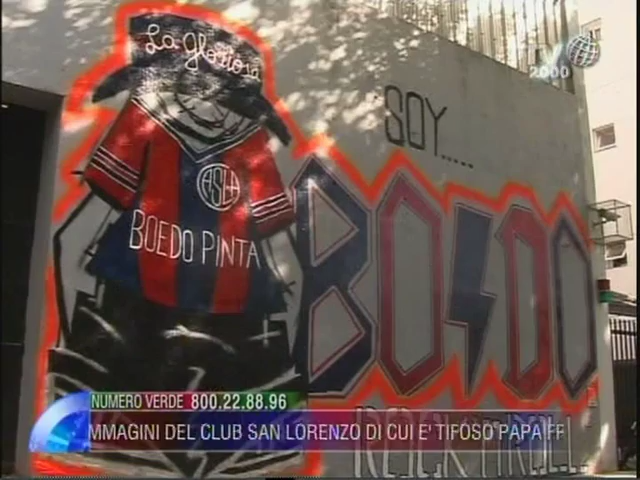 La Gloriosa
2000
SOY.....
BOEDO PINTA
BO⚡DO
NUMERO VERDE 800.22.88.96
MMAGINI DEL CLUB SAN LORENZO DI CUI E' TIFOSO PAPA FF
ROCK